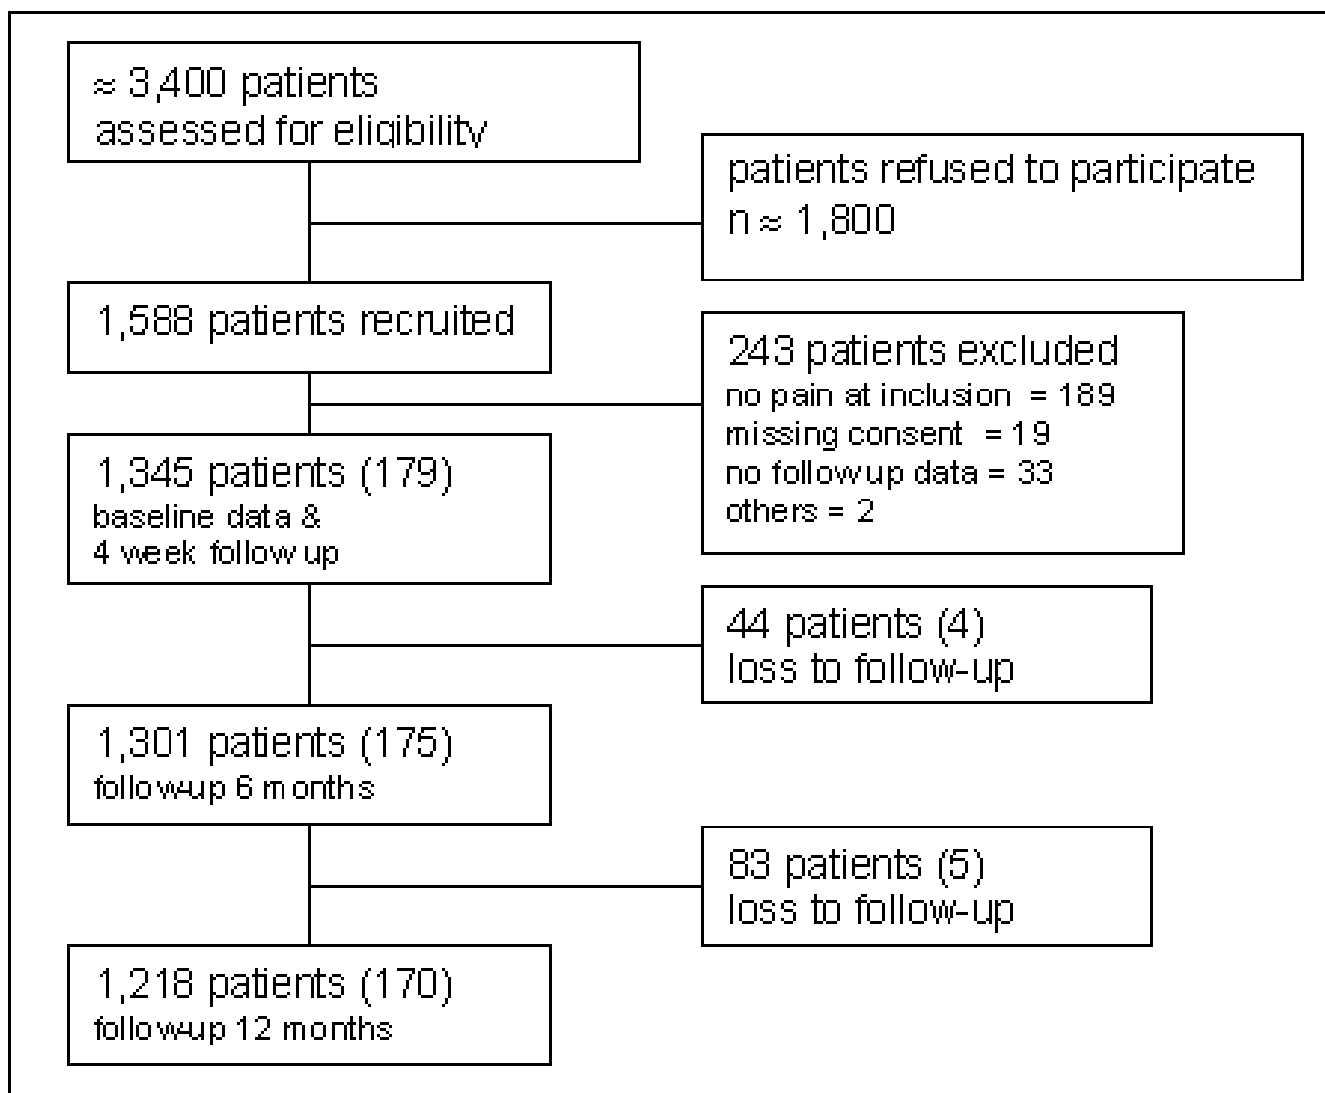 ≈ 3,400 patients
assessed for eligibility
patients refused to participate
n ≈ 1,800
1,588 patients recruited
243 patients excluded
no pain at inclusion = 189
missing consent = 19
no follow up data = 33
others = 2
1,345 patients (179)
baseline data &
4 week follow up
44 patients (4)
loss to follow-up
1,301 patients (175)
follow-up 6 months
83 patients (5)
loss to follow-up
1,218 patients (170)
follow-up 12 months